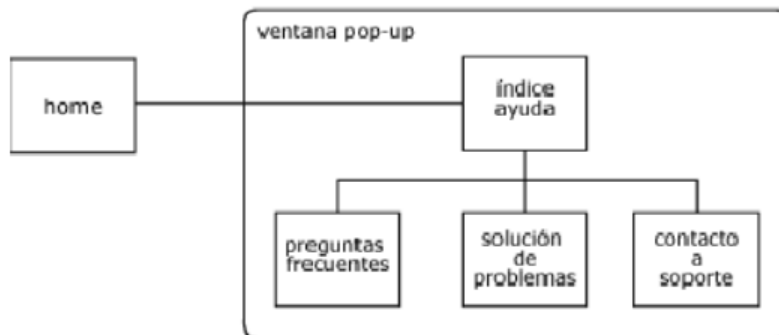 ventana pop-up
home
índice
ayuda
preguntas
frecuentes
solución
de
problemas
contacto
a
soporte